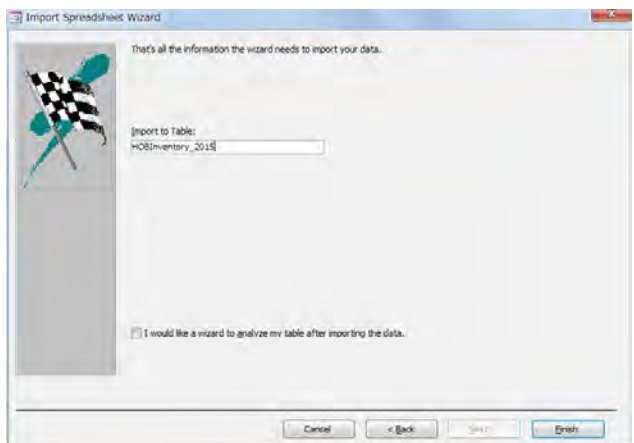 Import Spreadsheet Wizard
That's all the information the wizard needs to import your data.
Import to Table:
HOBInventory_2015
I would like a wizard to analyze my table after importing the data.
Cancel
< Back
Next >
Finish